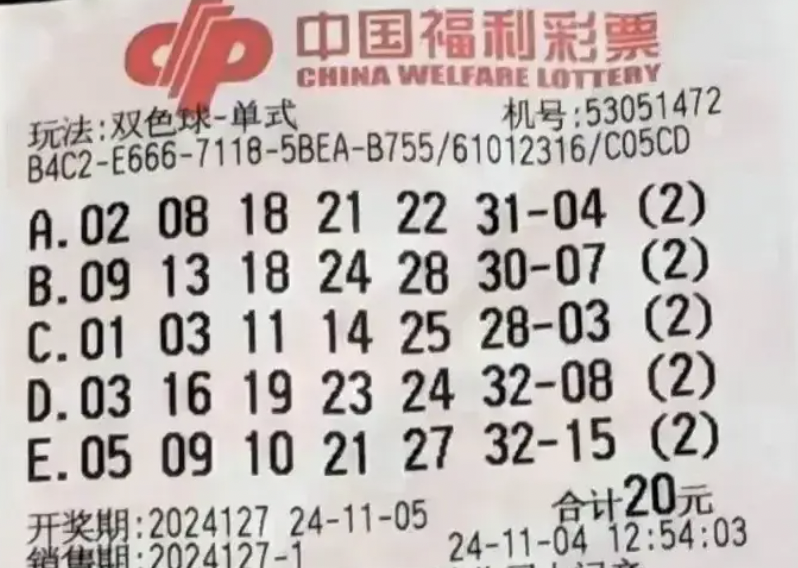 中国福利彩票
CHINA WELFARE LOTTERY
玩法:双色球-单式 机号:53051472
B4C2-E666-7118-5BEA-B755/61012316/C05CD
A.02 08 18 21 22 31-04 (2)
B.09 13 18 24 28 30-07 (2)
C.01 03 11 14 25 28-03 (2)
D.03 16 19 23 24 32-08 (2)
E.05 09 10 21 27 32-15 (2)
合计20元
开奖期:2024127 24-11-05
销售期:2024127-1 24-11-04 12:54:03